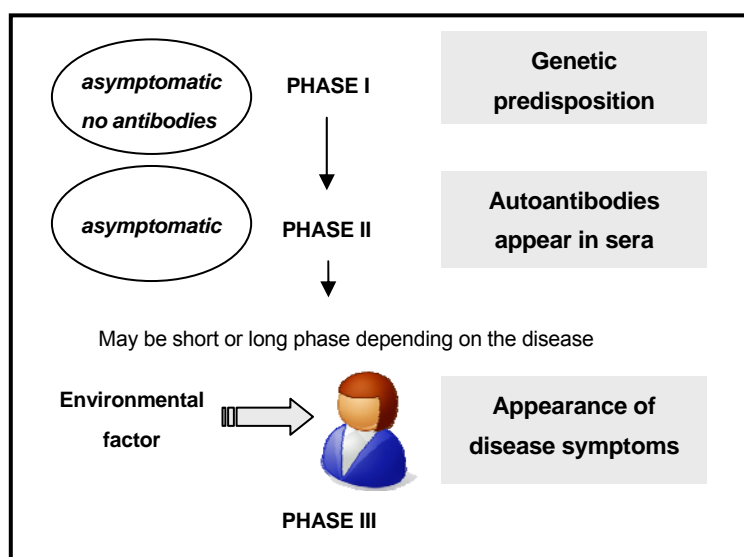 asymptomatic
no antibodies
PHASE I
Genetic
predisposition
asymptomatic
PHASE II
Autoantibodies
appear in sera
May be short or long phase depending on the disease
Environmental
factor
Appearance of
disease symptoms
PHASE III